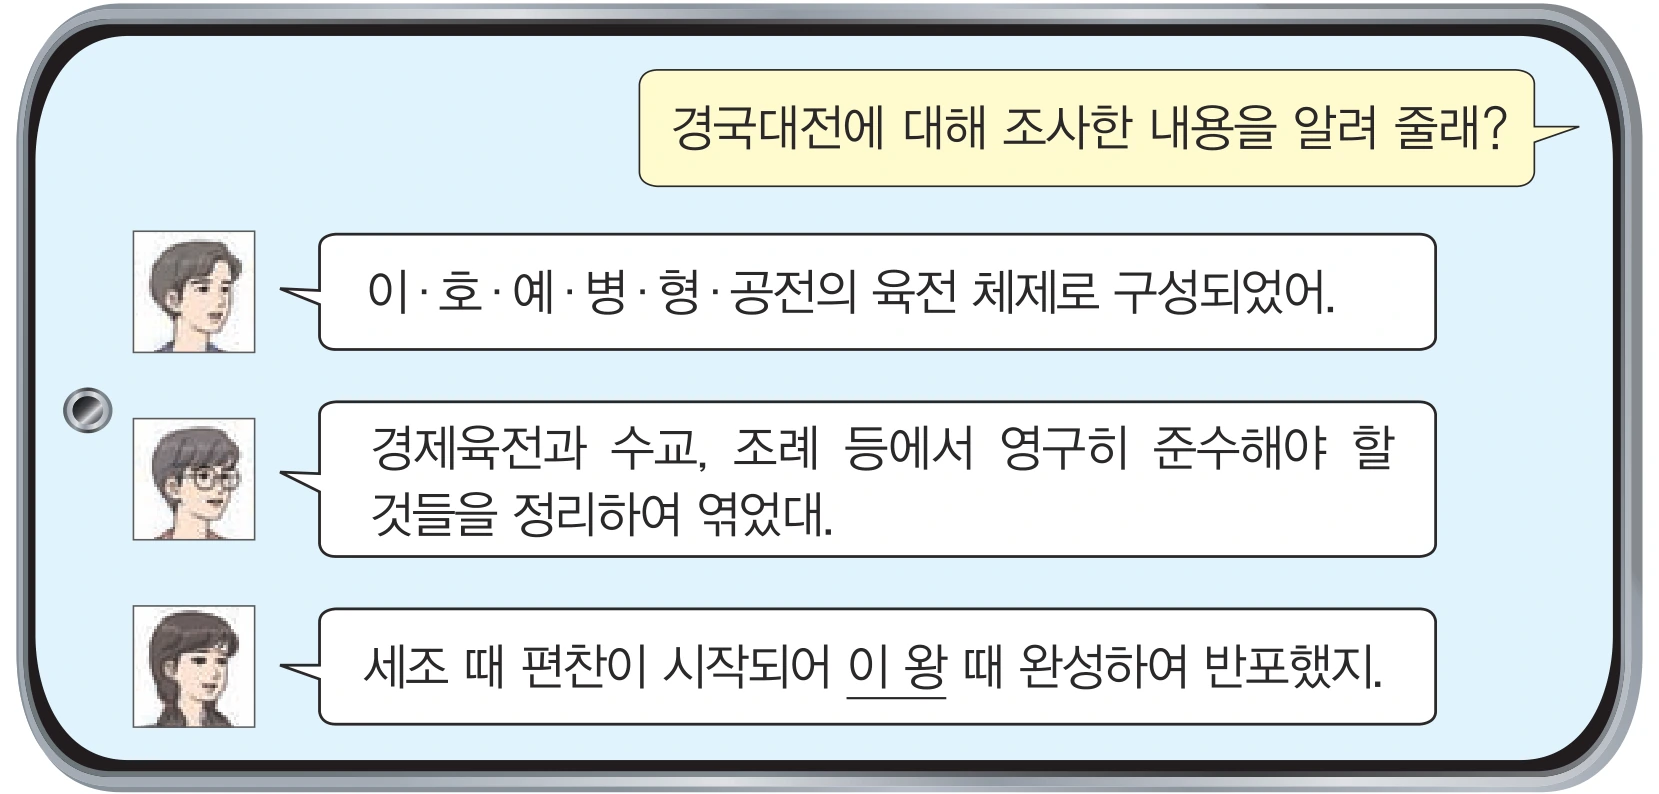 경국대전에 대해 조사한 내용을 알려 줄래?
이·호·예·병·형·공전의 육전 체제로 구성되었어.
경제육전과 수교, 조례 등에서 영구히 준수해야 할
것들을 정리하여 엮었대.
세조 때 편찬이 시작되어 이 왕 때 완성하여 반포했지.